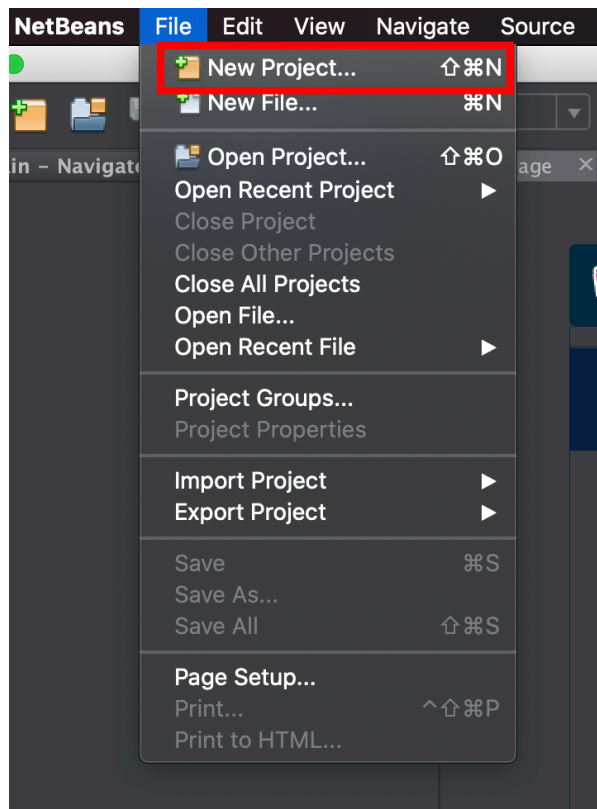 NetBeans File Edit View Navigate Source
New Project... ⇧⌘N
New File... ⌘N
Open Project... ⇧⌘O
in – Navigat age ×
Open Recent Project ▶
Close Project
Close Other Projects
Close All Projects
Open File...
Open Recent File ▶
Project Groups...
Project Properties
Import Project ▶
Export Project ▶
Save ⌘S
Save As...
Save All ⇧⌘S
Page Setup...
Print... ^⇧⌘P
Print to HTML...